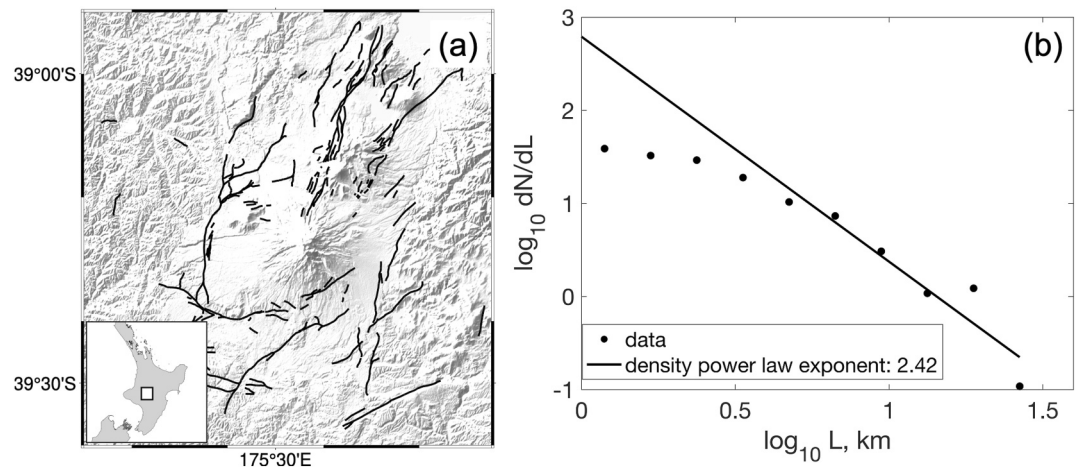 (a)
39°00'S
39°30'S
175°30'E
(b)
3
2
1
0
-1
log10 dN/dL
data
density power law exponent: 2.42
0
0.5
1
1.5
log10 L, km